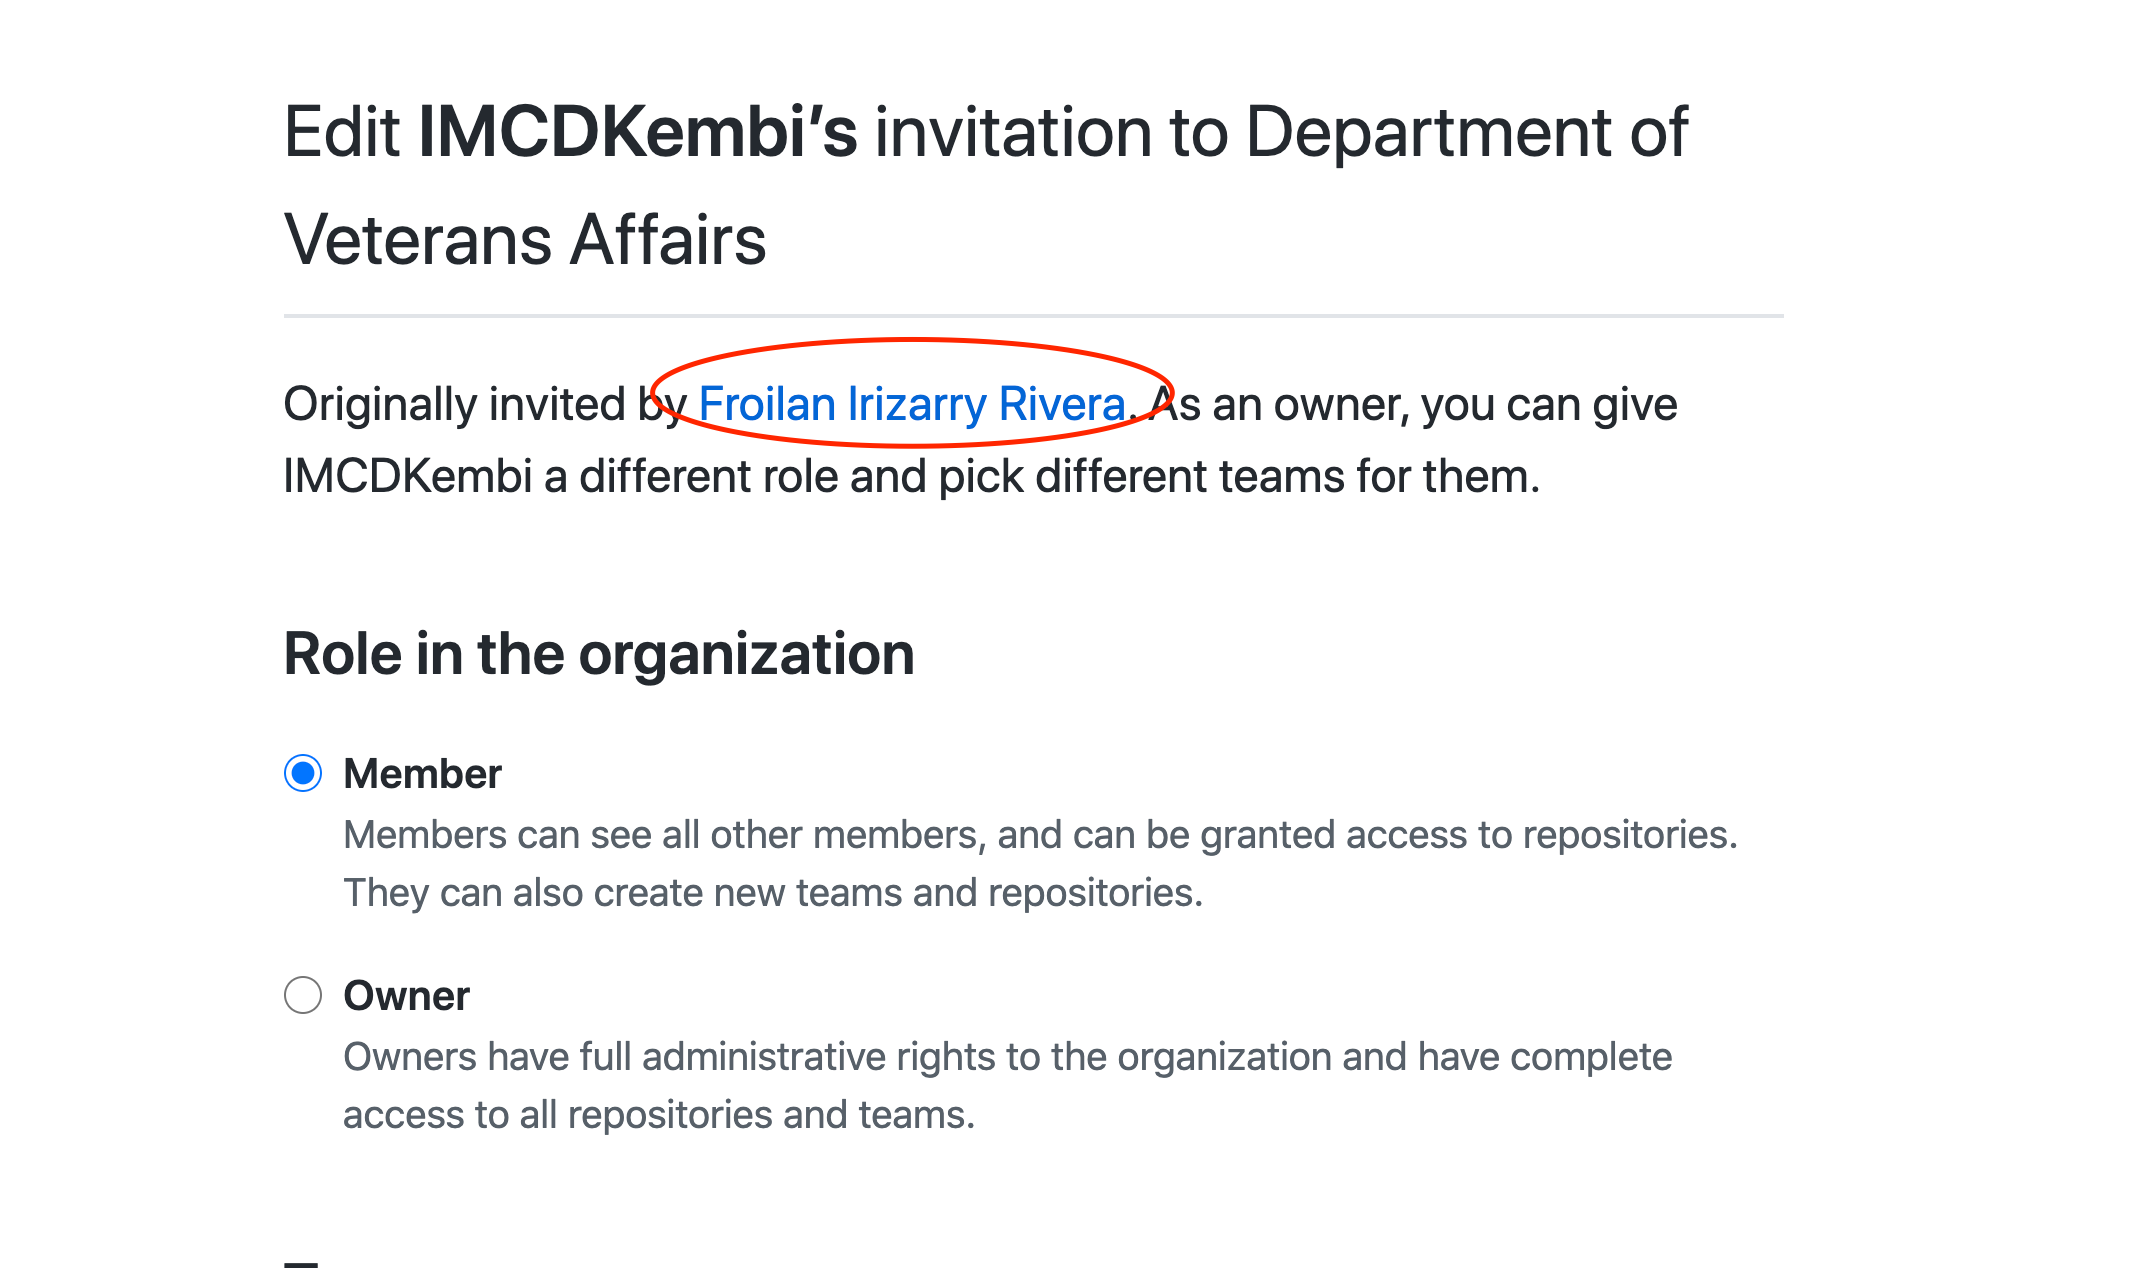 Edit IMCDKembi’s invitation to Department of
Veterans Affairs
Originally invited by Froilan Irizarry Rivera. As an owner, you can give
IMCDKembi a different role and pick different teams for them.
Role in the organization
Member
Members can see all other members, and can be granted access to repositories.
They can also create new teams and repositories.
Owner
Owners have full administrative rights to the organization and have complete
access to all repositories and teams.